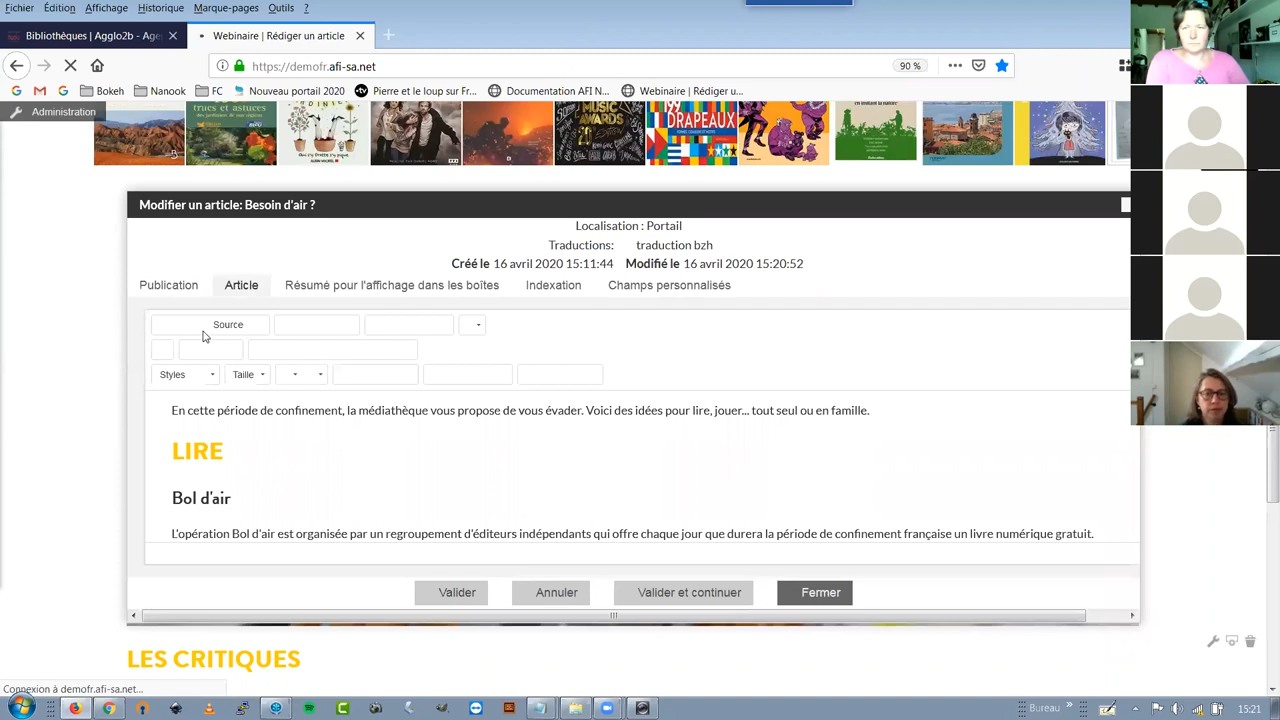 Fichier Édition Affichage Historique Marque-pages Outils ?
Bibliothèques | Agglo2b - Age
Webinaire | Rédiger un article
https://demofr.afi-sa.net
90 %
Bokeh Nanook FC Nouveau portail 2020 Pierre et le loup sur Fr... Documentation AFI N... Webinaire | Rédiger u...
Administration
trucs et astuces
DINY
MUSIC
AWARDS
DRAPEAUX
Modifier un article: Besoin d'air ?
Localisation : Portail
Traductions: traduction bzh
Créé le 16 avril 2020 15:11:44 Modifié le 16 avril 2020 15:20:52
Publication Article Résumé pour l'affichage dans les boîtes Indexation Champs personnalisés
Source
Styles Taille
En cette période de confinement, la médiathèque vous propose de vous évader. Voici des idées pour lire, jouer... tout seul ou en famille.
LIRE
Bol d'air
L'opération Bol d'air est organisée par un regroupement d'éditeurs indépendants qui offre chaque jour que durera la période de confinement française un livre numérique gratuit.
Valider Annuler Valider et continuer Fermer
LES CRITIQUES
Connexion à demofr.afi-sa.net...
Bureau
15:21